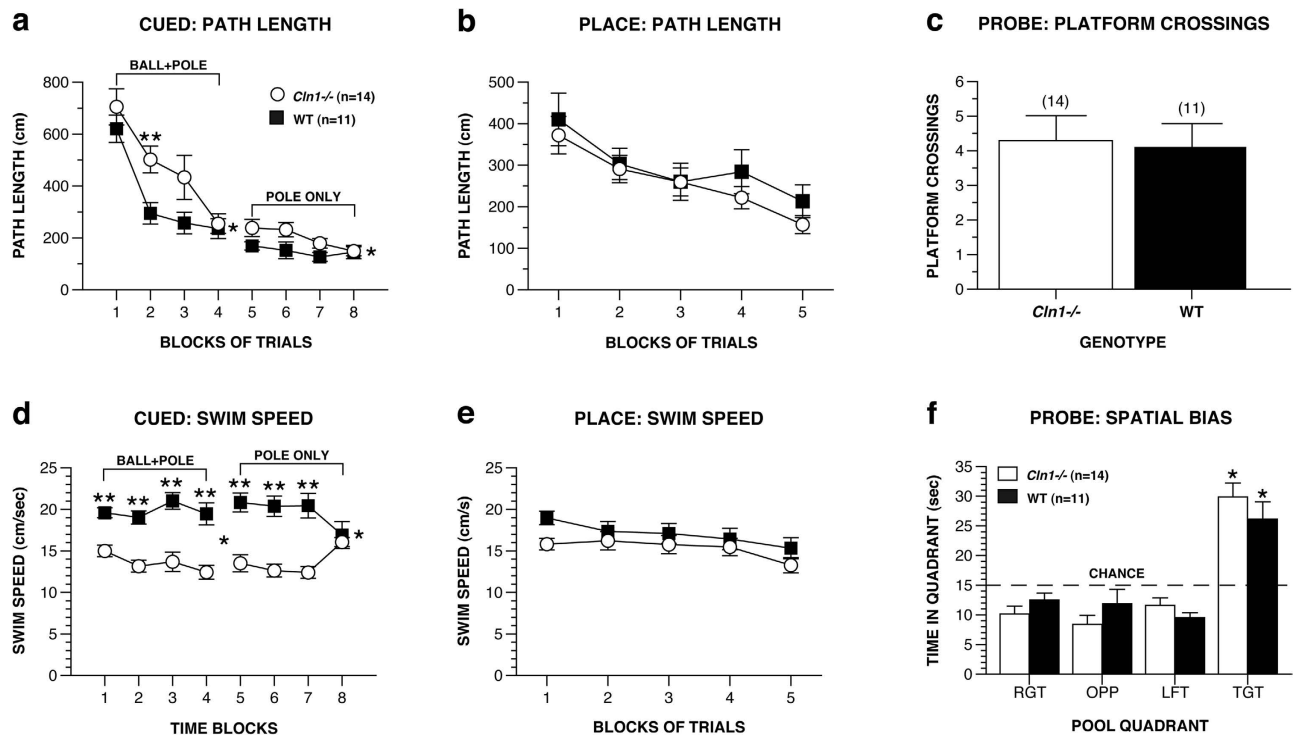 a
CUED: PATH LENGTH
BALL+POLE
Cln1-/- (n=14)
WT (n=11)
**
POLE ONLY
*
*
PATH LENGTH (cm)
800
600
400
200
0
1 2 3 4 5 6 7 8
BLOCKS OF TRIALS
b
PLACE: PATH LENGTH
PATH LENGTH (cm)
500
400
300
200
100
0
1 2 3 4 5
BLOCKS OF TRIALS
c
PROBE: PLATFORM CROSSINGS
PLATFORM CROSSINGS
6
5
4
3
2
1
0
(14) (11)
Cln1-/- WT
GENOTYPE
d
CUED: SWIM SPEED
BALL+POLE POLE ONLY
** ** ** ** ** ** **
* *
SWIM SPEED (cm/sec)
25
20
15
10
5
0
1 2 3 4 5 6 7 8
TIME BLOCKS
e
PLACE: SWIM SPEED
SWIM SPEED (cm/s)
25
20
15
10
5
0
1 2 3 4 5
BLOCKS OF TRIALS
f
PROBE: SPATIAL BIAS
Cln1-/- (n=14)
WT (n=11)
* *
CHANCE
TIME IN QUADRANT (sec)
35
30
25
20
15
10
5
0
RGT OPP LFT TGT
POOL QUADRANT